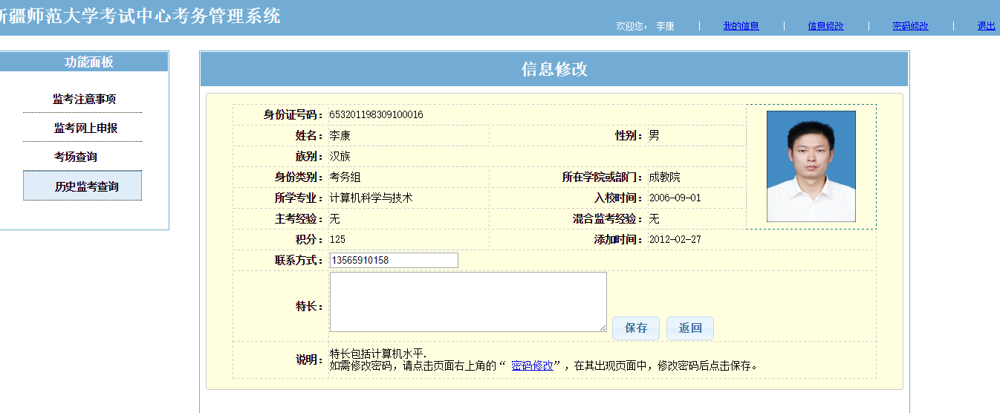 新疆师范大学考试中心考务管理系统
欢迎您， 李康 | 我的信息 | 信息修改 | 密码修改 | 退出
功能面板
监考注意事项
监考网上申报
考场查询
历史监考查询
信息修改
身份证号码：653201198309100016
姓名：李康 性别：男
族别：汉族
身份类别：考务组 所在学院或部门：成教院
所学专业：计算机科学与技术 入校时间：2006-09-01
主考经验：无 混合监考经验：无
积分：125 添加时间：2012-02-27
联系方式：13565910158
特长：
保存 返回
说明：
特长包括计算机水平.
如需修改密码，请点击页面右上角的“ 密码修改”，在其出现页面中，修改密码后点击保存。